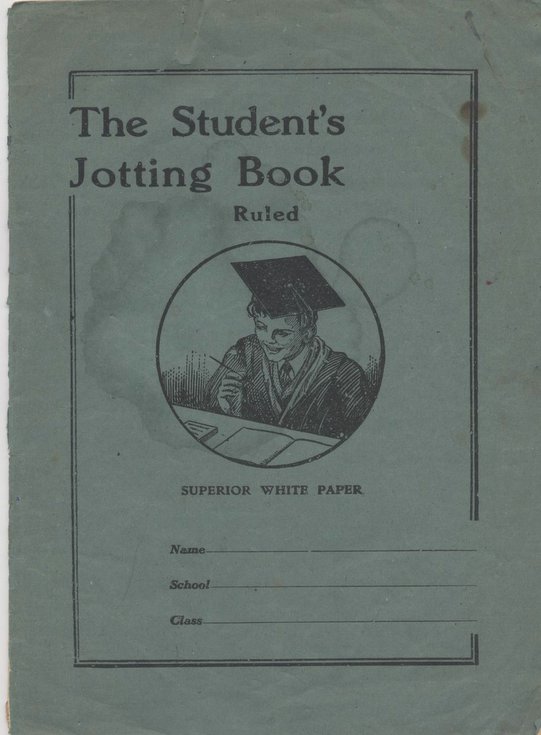 The Student's
Jotting Book
Ruled
SUPERIOR WHITE PAPER
Name
School
Class